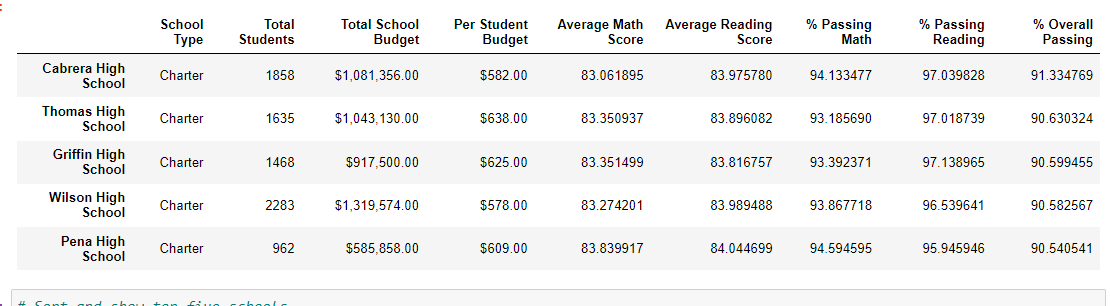 School Type Total Students Total School Budget Per Student Budget Average Math Score Average Reading Score % Passing Math % Passing Reading % Overall Passing
Cabrera High School Charter 1858 $1,081,356.00 $582.00 83.061895 83.975780 94.133477 97.039828 91.334769
Thomas High School Charter 1635 $1,043,130.00 $638.00 83.350937 83.896082 93.185690 97.018739 90.630324
Griffin High School Charter 1468 $917,500.00 $625.00 83.351499 83.816757 93.392371 97.138965 90.599455
Wilson High School Charter 2283 $1,319,574.00 $578.00 83.274201 83.989488 93.867718 96.539641 90.582567
Pena High School Charter 962 $585,858.00 $609.00 83.839917 84.044699 94.594595 95.945946 90.540541
# Sort and show top five schools